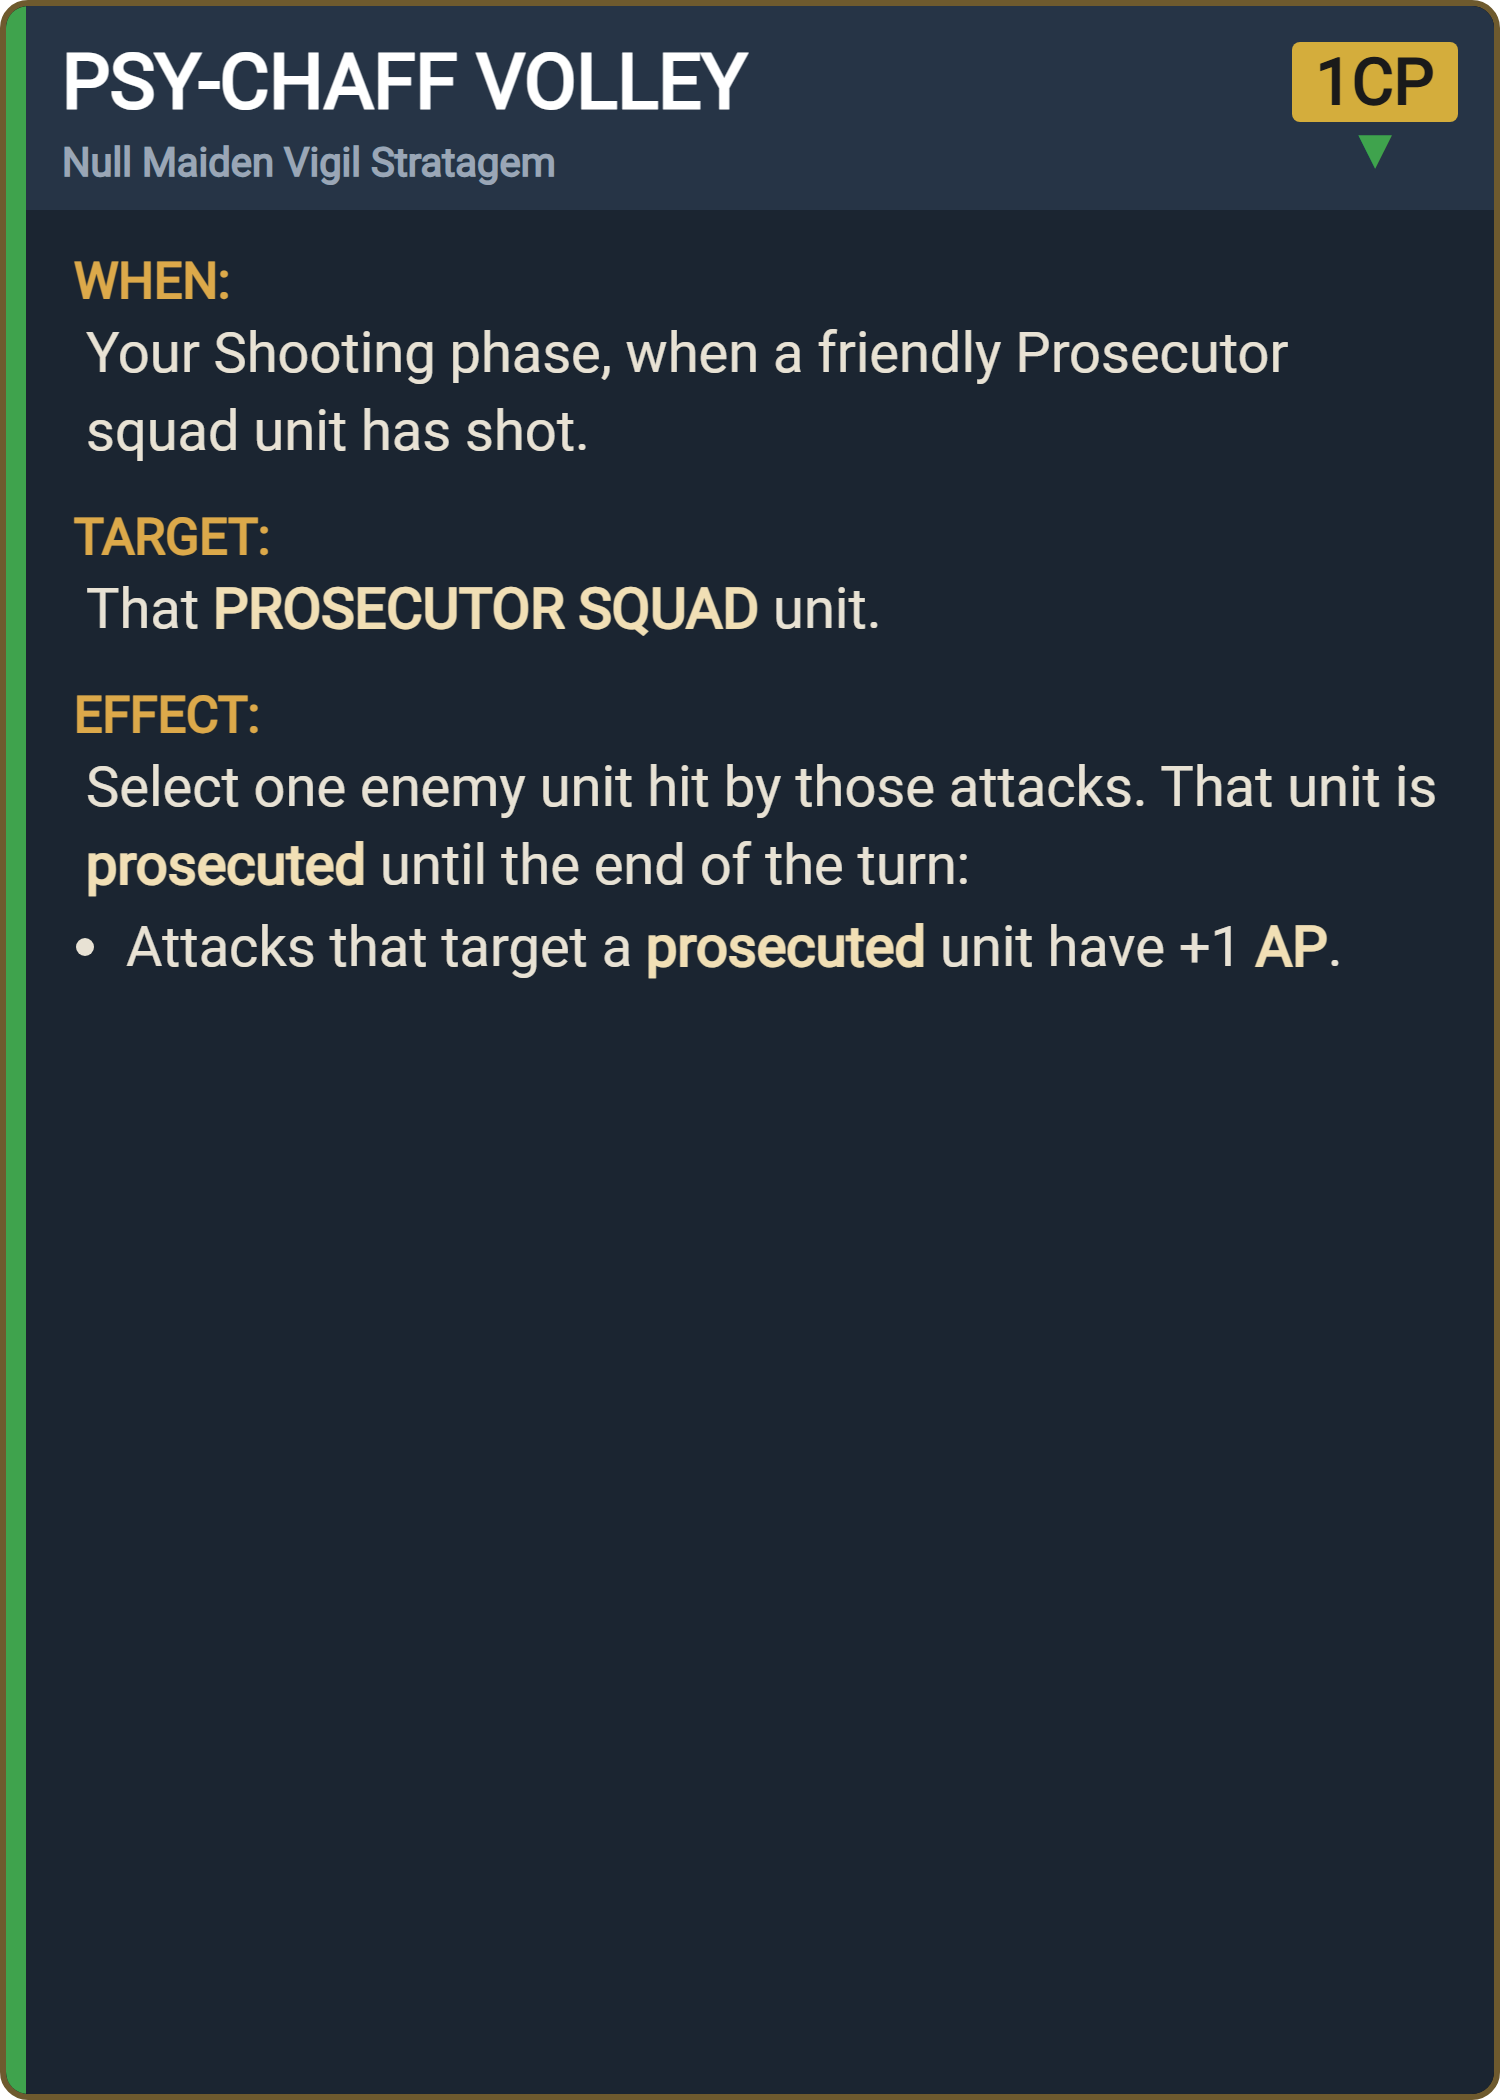 PSY-CHAFF VOLLEY
1CP
Null Maiden Vigil Stratagem
WHEN:
Your Shooting phase, when a friendly Prosecutor
squad unit has shot.
TARGET:
That PROSECUTOR SQUAD unit.
EFFECT:
Select one enemy unit hit by those attacks. That unit is
prosecuted until the end of the turn:
• Attacks that target a prosecuted unit have +1 AP.